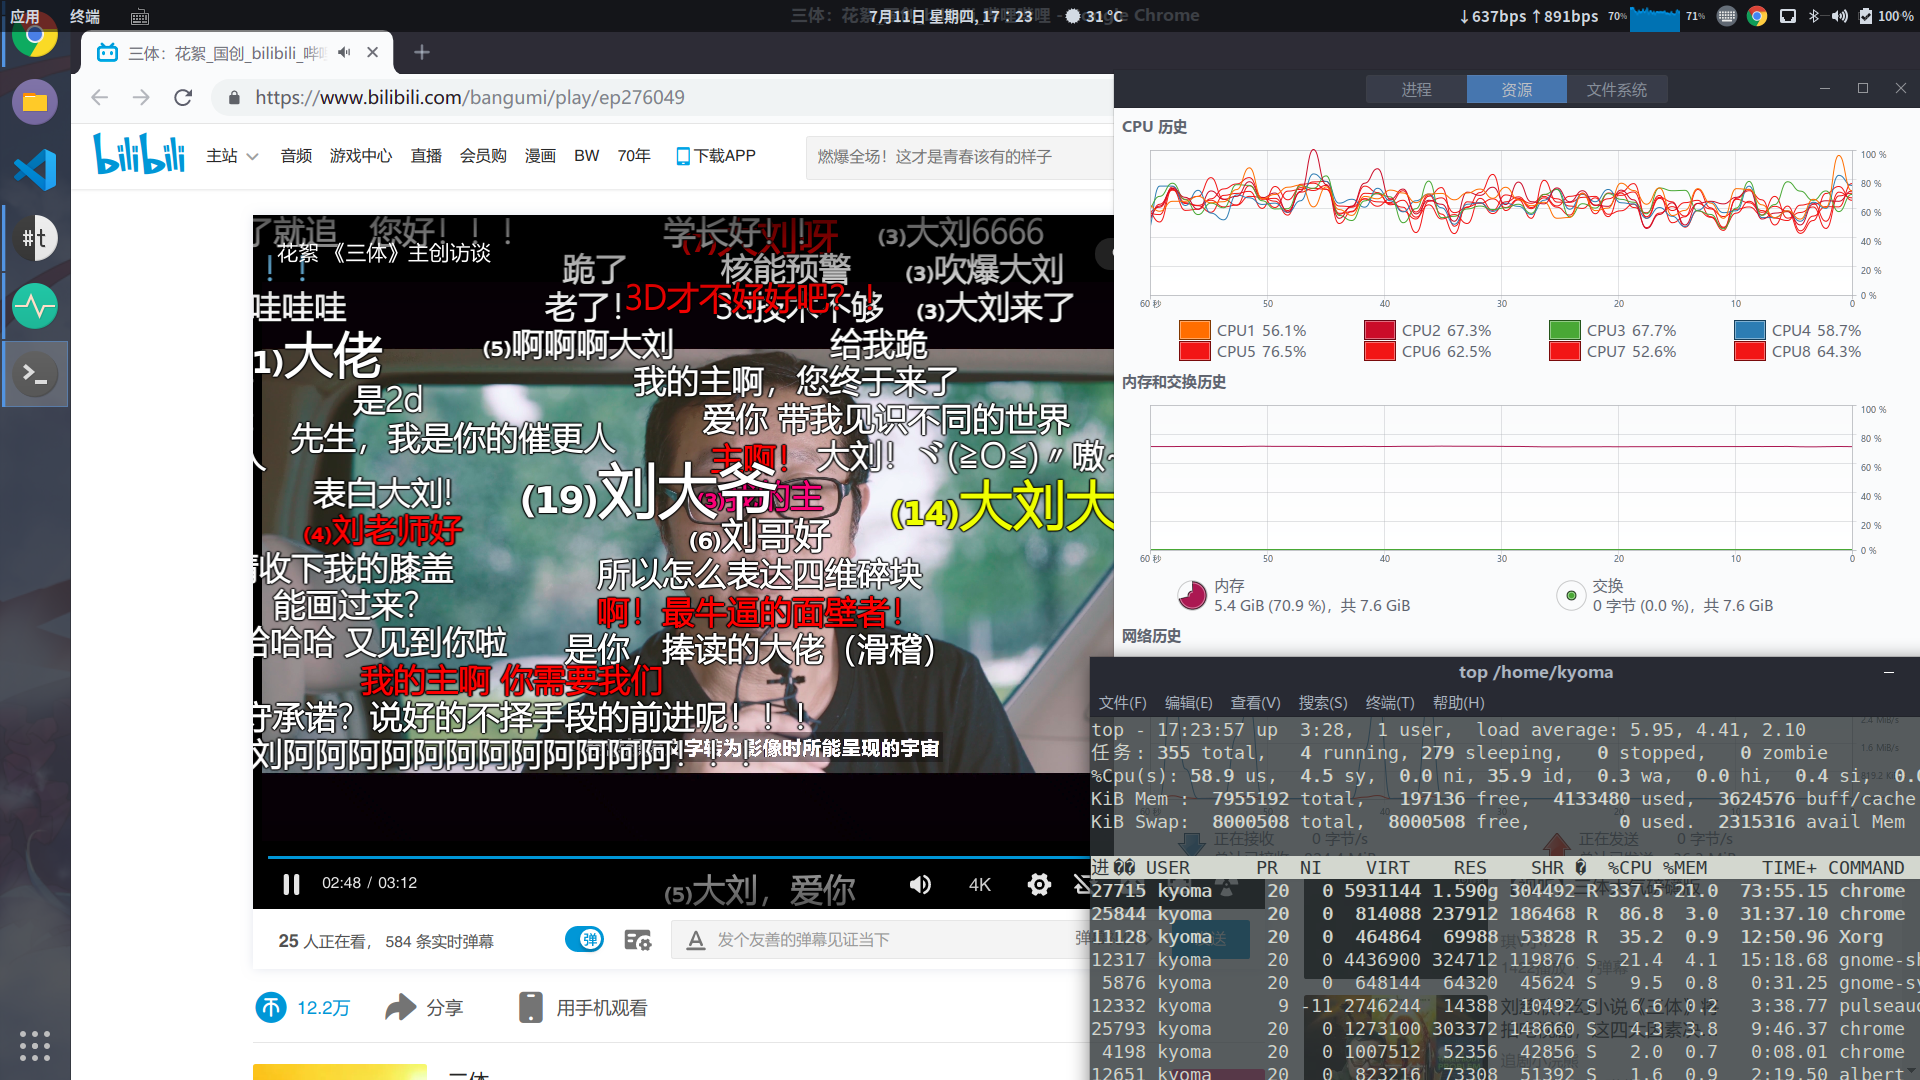 应用 终端
7月11日 星期四, 17:23 31 °C
↓637bps ↑891bps 70% 71% 100 %
三体：花絮_国创_bilibili_哔哩
https://www.bilibili.com/bangumi/play/ep276049
bilibili 主站 音频 游戏中心 直播 会员购 漫画 BW 70年 下载APP
燃爆全场！这才是青春该有的样子
了就追 您好！！！ 学长好！！ (3)大刘6666
花絮 《三体》主创访谈
跪了 核能预警 (3)吹爆大刘
哇哇哇 老了！ 3D才不好好吧？！ 3d技术不够 (3)大刘来了
1)大佬 (5)啊啊啊大刘 给我跪
我的主啊，您终于来了
是2d 爱你 带我见识不同的世界
先生，我是你的催更人 主啊！ 大刘！ヾ(≧O≦)〃嗷~
表白大刘！ (19)刘大爷 (3)我的主 (14)大刘大
(4)刘老师好 (6)刘哥好
请收下我的膝盖 所以怎么表达四维碎块
能画过来？ 啊！最牛逼的面壁者！
哈哈哈 又见到你啦 是你，捧读的大佬（滑稽）
我的主啊 你需要我们
守承诺？说好的不择手段的前进呢！！！
刘阿阿阿阿阿阿阿阿阿阿阿阿！！！ 字转为影像时所能呈现的宇宙
02:48 / 03:12 (5)大刘，爱你 4K
25 人正在看， 584 条实时弹幕 弹 发个友善的弹幕见证当下
12.2万 分享 用手机观看
三体
进程 资源 文件系统
CPU 历史
100 %
80 %
60 %
40 %
20 %
0 %
60 秒 50 40 30 20 10 0
CPU1 56.1% CPU2 67.3% CPU3 67.7% CPU4 58.7%
CPU5 76.5% CPU6 62.5% CPU7 52.6% CPU8 64.3%
内存和交换历史
100 %
80 %
60 %
40 %
20 %
0 %
60 秒 50 40 30 20 10 0
内存 交换
5.4 GiB (70.9 %)，共 7.6 GiB 0 字节 (0.0 %)，共 7.6 GiB
网络历史
top /home/kyoma
文件(F) 编辑(E) 查看(V) 搜索(S) 终端(T) 帮助(H)
top - 17:23:57 up 3:28, 1 user, load average: 5.95, 4.41, 2.10
任务: 355 total, 4 running, 279 sleeping, 0 stopped, 0 zombie
%Cpu(s): 58.9 us, 4.5 sy, 0.0 ni, 35.9 id, 0.3 wa, 0.0 hi, 0.4 si, 0.0
KiB Mem : 7955192 total, 197136 free, 4133480 used, 3624576 buff/cache
KiB Swap: 8000508 total, 8000508 free, 0 used. 2315316 avail Mem
进�� USER PR NI VIRT RES SHR � %CPU %MEM TIME+ COMMAND
27715 kyoma 20 0 5931144 1.590g 304492 R 337.5 21.0 73:55.15 chrome
25844 kyoma 20 0 814088 237912 186468 R 86.8 3.0 31:37.10 chrome
11128 kyoma 20 0 464864 69988 53828 R 35.2 0.9 12:50.96 Xorg
12317 kyoma 20 0 4436900 324712 119876 S 21.4 4.1 15:18.68 gnome-sh
5876 kyoma 20 0 648144 64320 45624 S 9.5 0.8 0:31.25 gnome-sy
12332 kyoma 9 -11 2746244 14388 10492 S 6.6 0.2 3:38.77 pulseaud
25793 kyoma 20 0 1273100 303372 148660 S 4.3 3.8 9:46.37 chrome
4198 kyoma 20 0 1007512 52356 42856 S 2.0 0.7 0:08.01 chrome
12651 kyoma 20 0 823216 73308 51392 S 1.6 0.9 2:19.50 albert